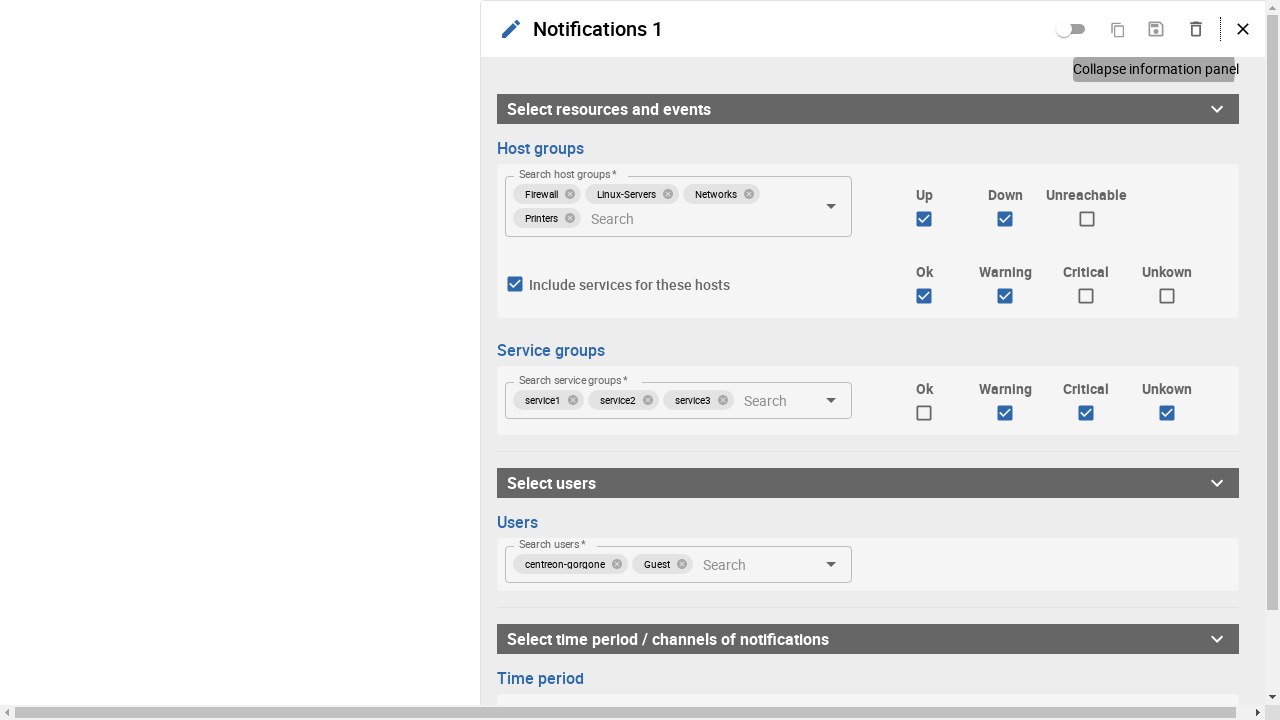 Notifications 1
Collapse information panel
Select resources and events
Host groups
Search host groups *
Firewall Linux-Servers Networks
Printers Search
Up Down Unreachable
Include services for these hosts
Ok Warning Critical Unkown
Service groups
Search service groups *
service1 service2 service3 Search
Ok Warning Critical Unkown
Select users
Users
Search users *
centreon-gorgone Guest Search
Select time period / channels of notifications
Time period